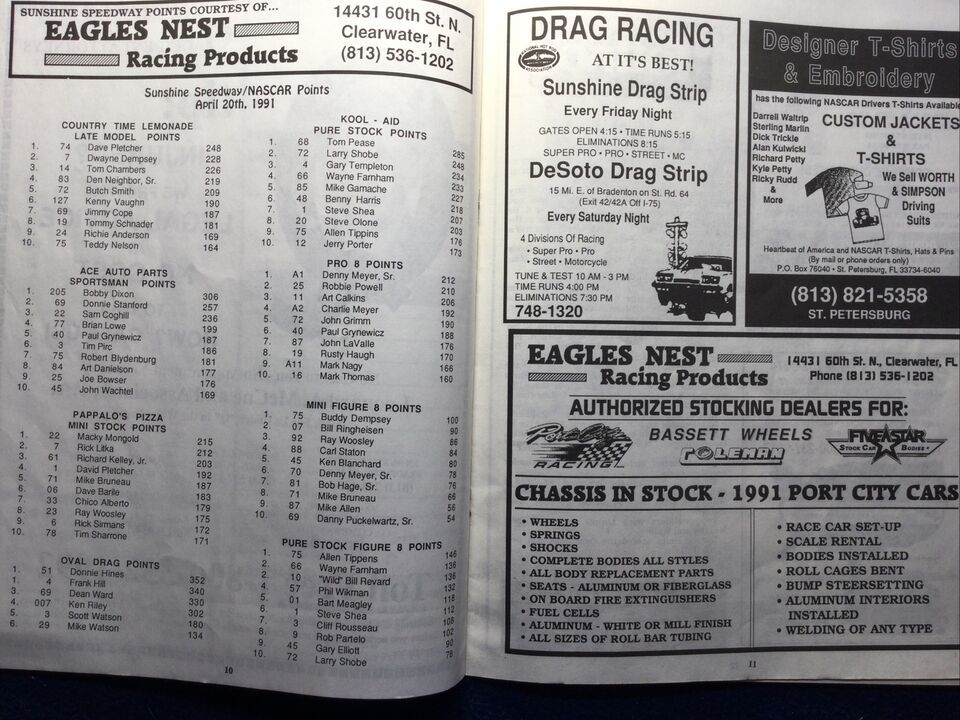 SUNSHINE SPEEDWAY POINTS COURTESY OF...
EAGLES NEST
Racing Products
14431 60th St. N.
Clearwater, FL
(813) 536-1202
Sunshine Speedway/NASCAR Points
April 20th, 1991
COUNTRY TIME LEMONADE
LATE MODEL POINTS
1. 74 Dave Pletcher 248
2. 7 Dwayne Dempsey 228
3. 14 Tom Chambers 226
4. 83 Den Neighbor, Sr. 219
5. 72 Butch Smith 209
6. 127 Kenny Vaughn 190
7. 69 Jimmy Cope 187
8. 19 Tommy Schnader 181
9. 24 Richie Anderson 169
10. 75 Teddy Nelson 164
ACE AUTO PARTS
SPORTSMAN POINTS
1. 205 Bobby Dixon 306
2. 69 Donnie Stanford 257
3. 22 Sam Coghill 236
4. 77 Brian Lowe 199
5. 40 Paul Grynewicz 187
6. 3 Tim Pirc 186
7. 75 Robert Blydenburg 181
8. 84 Art Danielson 177
9. 25 Joe Bowser 176
10. 45 John Wachtel 169
PAPPALO'S PIZZA
MINI STOCK POINTS
1. 22 Macky Mongold 215
2. 7 Rick Litka 212
3. 61 Richard Kelley, Jr. 203
4. 1 David Pletcher 192
5. 71 Mike Bruneau 187
6. 06 Dave Barile 183
7. 33 Chico Alberto 179
8. 23 Ray Woosley 175
9. 6 Rick Sirmans 172
10. 78 Tim Sharrone 171
OVAL DRAG POINTS
1. 51 Donnie Hines 352
1. 4 Frank Hill 340
3. 69 Dean Ward 330
4. 007 Ken Riley 302
5. 3 Scott Watson 180
6. 29 Mike Watson 134
KOOL - AID
PURE STOCK POINTS
1. 68 Tom Pease 285
2. 72 Larry Shobe 248
3. 4 Gary Templeton 234
4. 66 Wayne Farnham 233
5. 85 Mike Gamache 227
6. 48 Benny Harris 218
7. 1 Steve Shea 207
8. 20 Steve Olone 203
9. 75 Allen Tippins 176
10. 12 Jerry Porter 173
PRO 8 POINTS
1. A1 Denny Meyer, Sr. 212
2. 25 Robbie Powell 210
3. 11 Art Calkins 206
4. A2 Charlie Meyer 192
5. 72 John Grimm 190
6. 40 Paul Grynewicz 188
7. 87 John LaValle 176
8. 19 Rusty Haugh 170
9. A11 Mark Nagy 168
10. 16 Mark Thomas 160
MINI FIGURE 8 POINTS
1. 75 Buddy Dempsey 100
2. 07 Bill Ringheisen 90
3. 92 Ray Woosley 86
4. 88 Carl Staton 84
5. 45 Ken Blanchard 80
6. 70 Denny Meyer, Sr. 78
7. 81 Bob Hage, Sr. 76
8. 71 Mike Bruneau 66
9. 87 Mike Allen 56
10. 69 Danny Puckelwartz, Sr. 54
PURE STOCK FIGURE 8 POINTS
1. 75 Allen Tippens 146
2. 66 Wayne Farnham 136
2. 10 "Wild" Bill Revard 136
4. 57 Phil Wikman 132
5. 01 Bart Meagley 118
6. 1 Steve Shea 112
7. 3 Cliff Rousseau 108
8. 9 Rob Partelo 102
9. 45 Gary Elliott 90
10. 72 Larry Shobe 78
10
DRAG RACING
NATIONAL HOT ROD ASSOCIATION
AT IT'S BEST!
Sunshine Drag Strip
Every Friday Night
GATES OPEN 4:15 • TIME RUNS 5:15
ELIMINATIONS 8:15
SUPER PRO • PRO • STREET • MC
DeSoto Drag Strip
15 Mi. E. of Bradenton on St. Rd. 64
(Exit 42/42A Off I-75)
Every Saturday Night
4 Divisions Of Racing
• Super Pro • Pro
• Street • Motorcycle
TUNE & TEST 10 AM - 3 PM
TIME RUNS 4:00 PM
ELIMINATIONS 7:30 PM
748-1320
Designer T-Shirts
& Embroidery
has the following NASCAR Drivers T-Shirts Available
Darrell Waltrip
Sterling Marlin
Dick Trickle
Alan Kulwicki
Richard Petty
Kyle Petty
Ricky Rudd
&
More
CUSTOM JACKETS
&
T-SHIRTS
We Sell WORTH
& SIMPSON
Driving
Suits
Heartbeat of America and NASCAR T-Shirts, Hats & Pins
(By mail or phone orders only)
P.O. Box 76040 • St. Petersburg, FL 33734-6040
(813) 821-5358
ST. PETERSBURG
EAGLES NEST
Racing Products
14431 60th St. N., Clearwater, FL
Phone (813) 536-1202
AUTHORIZED STOCKING DEALERS FOR:
Port City
RACING!
BASSETT WHEELS
COLEMAN
FIVE STAR
STOCK CAR BODIES
CHASSIS IN STOCK - 1991 PORT CITY CARS
• WHEELS
• SPRINGS
• SHOCKS
• COMPLETE BODIES ALL STYLES
• ALL BODY REPLACEMENT PARTS
• SEATS - ALUMINUM OR FIBERGLASS
• ON BOARD FIRE EXTINGUISHERS
• FUEL CELLS
• ALUMINUM - WHITE OR MILL FINISH
• ALL SIZES OF ROLL BAR TUBING
• RACE CAR SET-UP
• SCALE RENTAL
• BODIES INSTALLED
• ROLL CAGES BENT
• BUMP STEERSETTING
• ALUMINUM INTERIORS
INSTALLED
• WELDING OF ANY TYPE
11